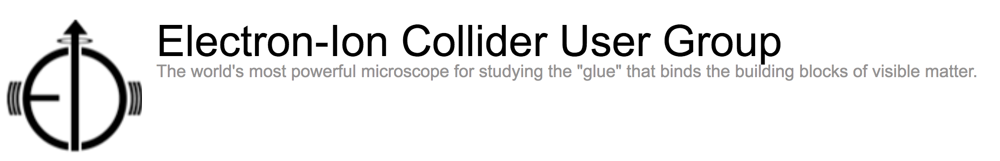 Electron-Ion Collider User Group
The world's most powerful microscope for studying the "glue" that binds the building blocks of visible matter.